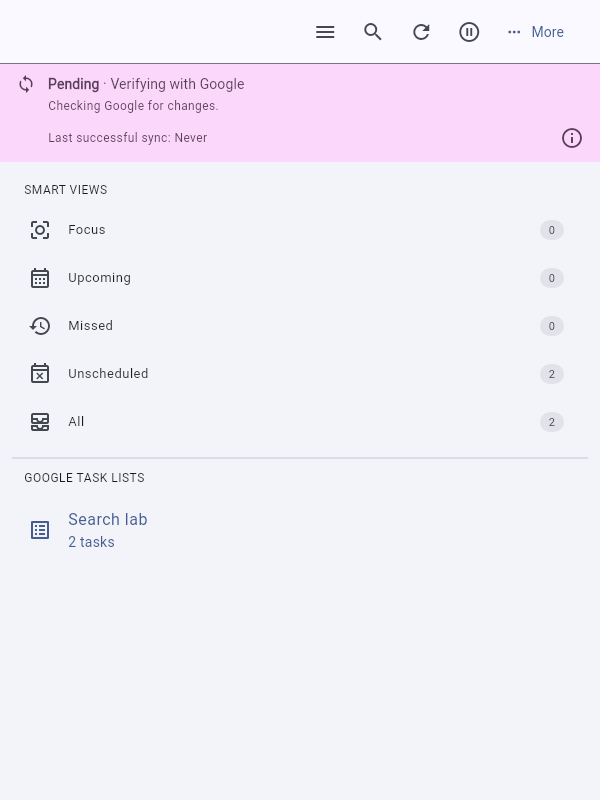 More
Pending · Verifying with Google
Checking Google for changes.
Last successful sync: Never
SMART VIEWS
Focus 0
Upcoming 0
Missed 0
Unscheduled 2
All 2
GOOGLE TASK LISTS
Search lab
2 tasks